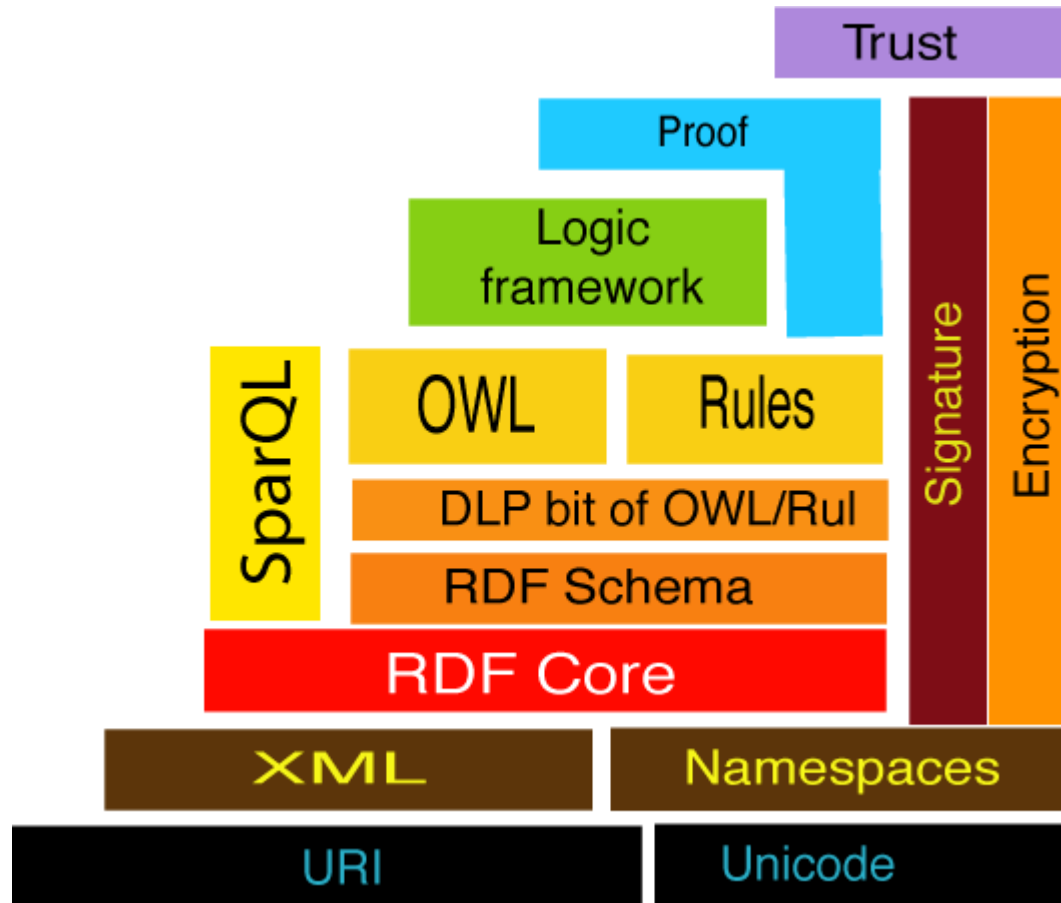 Trust
Proof
Logic
framework
Signature
Encryption
SparQL
OWL
Rules
DLP bit of OWL/Rul
RDF Schema
RDF Core
XML
Namespaces
URI
Unicode